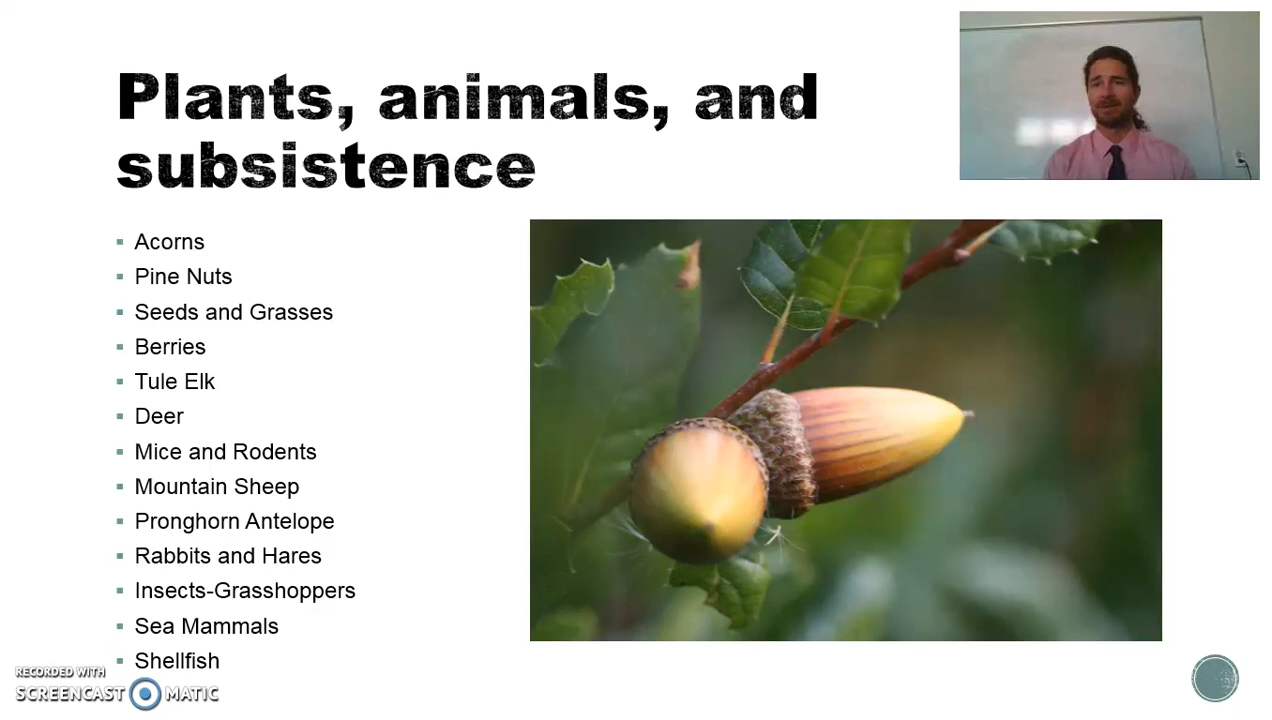 Plants, animals, and
subsistence
Acorns
Pine Nuts
Seeds and Grasses
Berries
Tule Elk
Deer
Mice and Rodents
Mountain Sheep
Pronghorn Antelope
Rabbits and Hares
Insects-Grasshoppers
Sea Mammals
Shellfish
RECORDED WITH
SCREENCAST MATIC